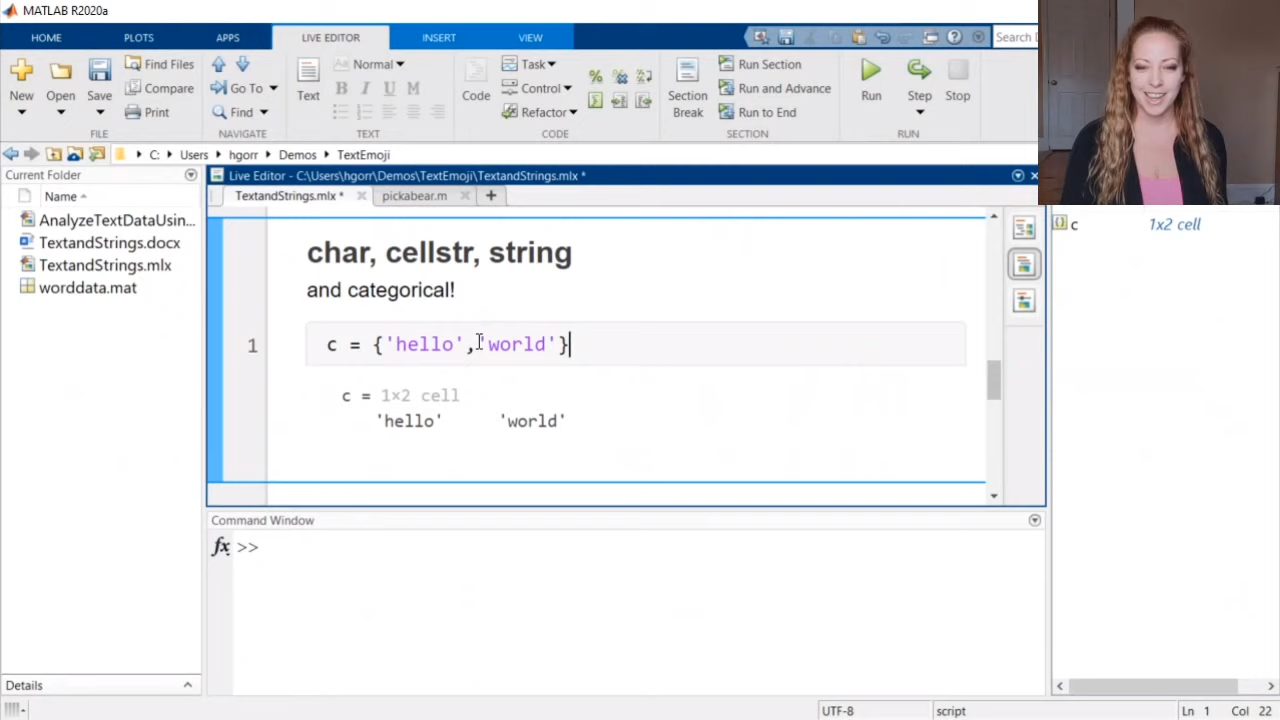 MATLAB R2020a
HOME PLOTS APPS LIVE EDITOR INSERT VIEW Search D
New Open Save Find Files Compare Print
FILE
Go To Find
NAVIGATE
Text Normal B I U M
TEXT
Code Task Control Refactor
CODE
Section Break Run Section Run and Advance Run to End
SECTION
Run Step Stop
RUN
C: Users hgorr Demos TextEmoji
Current Folder
Name
AnalyzeTextDataUsin...
TextandStrings.docx
TextandStrings.mlx
worddata.mat
Details
Live Editor - C:\Users\hgorr\Demos\TextEmoji\TextandStrings.mlx *
TextandStrings.mlx * pickabear.m
char, cellstr, string
and categorical!
1 c = {'hello','world'}
c = 1×2 cell
'hello' 'world'
Command Window
fx >>
c 1x2 cell
UTF-8 script Ln 1 Col 22